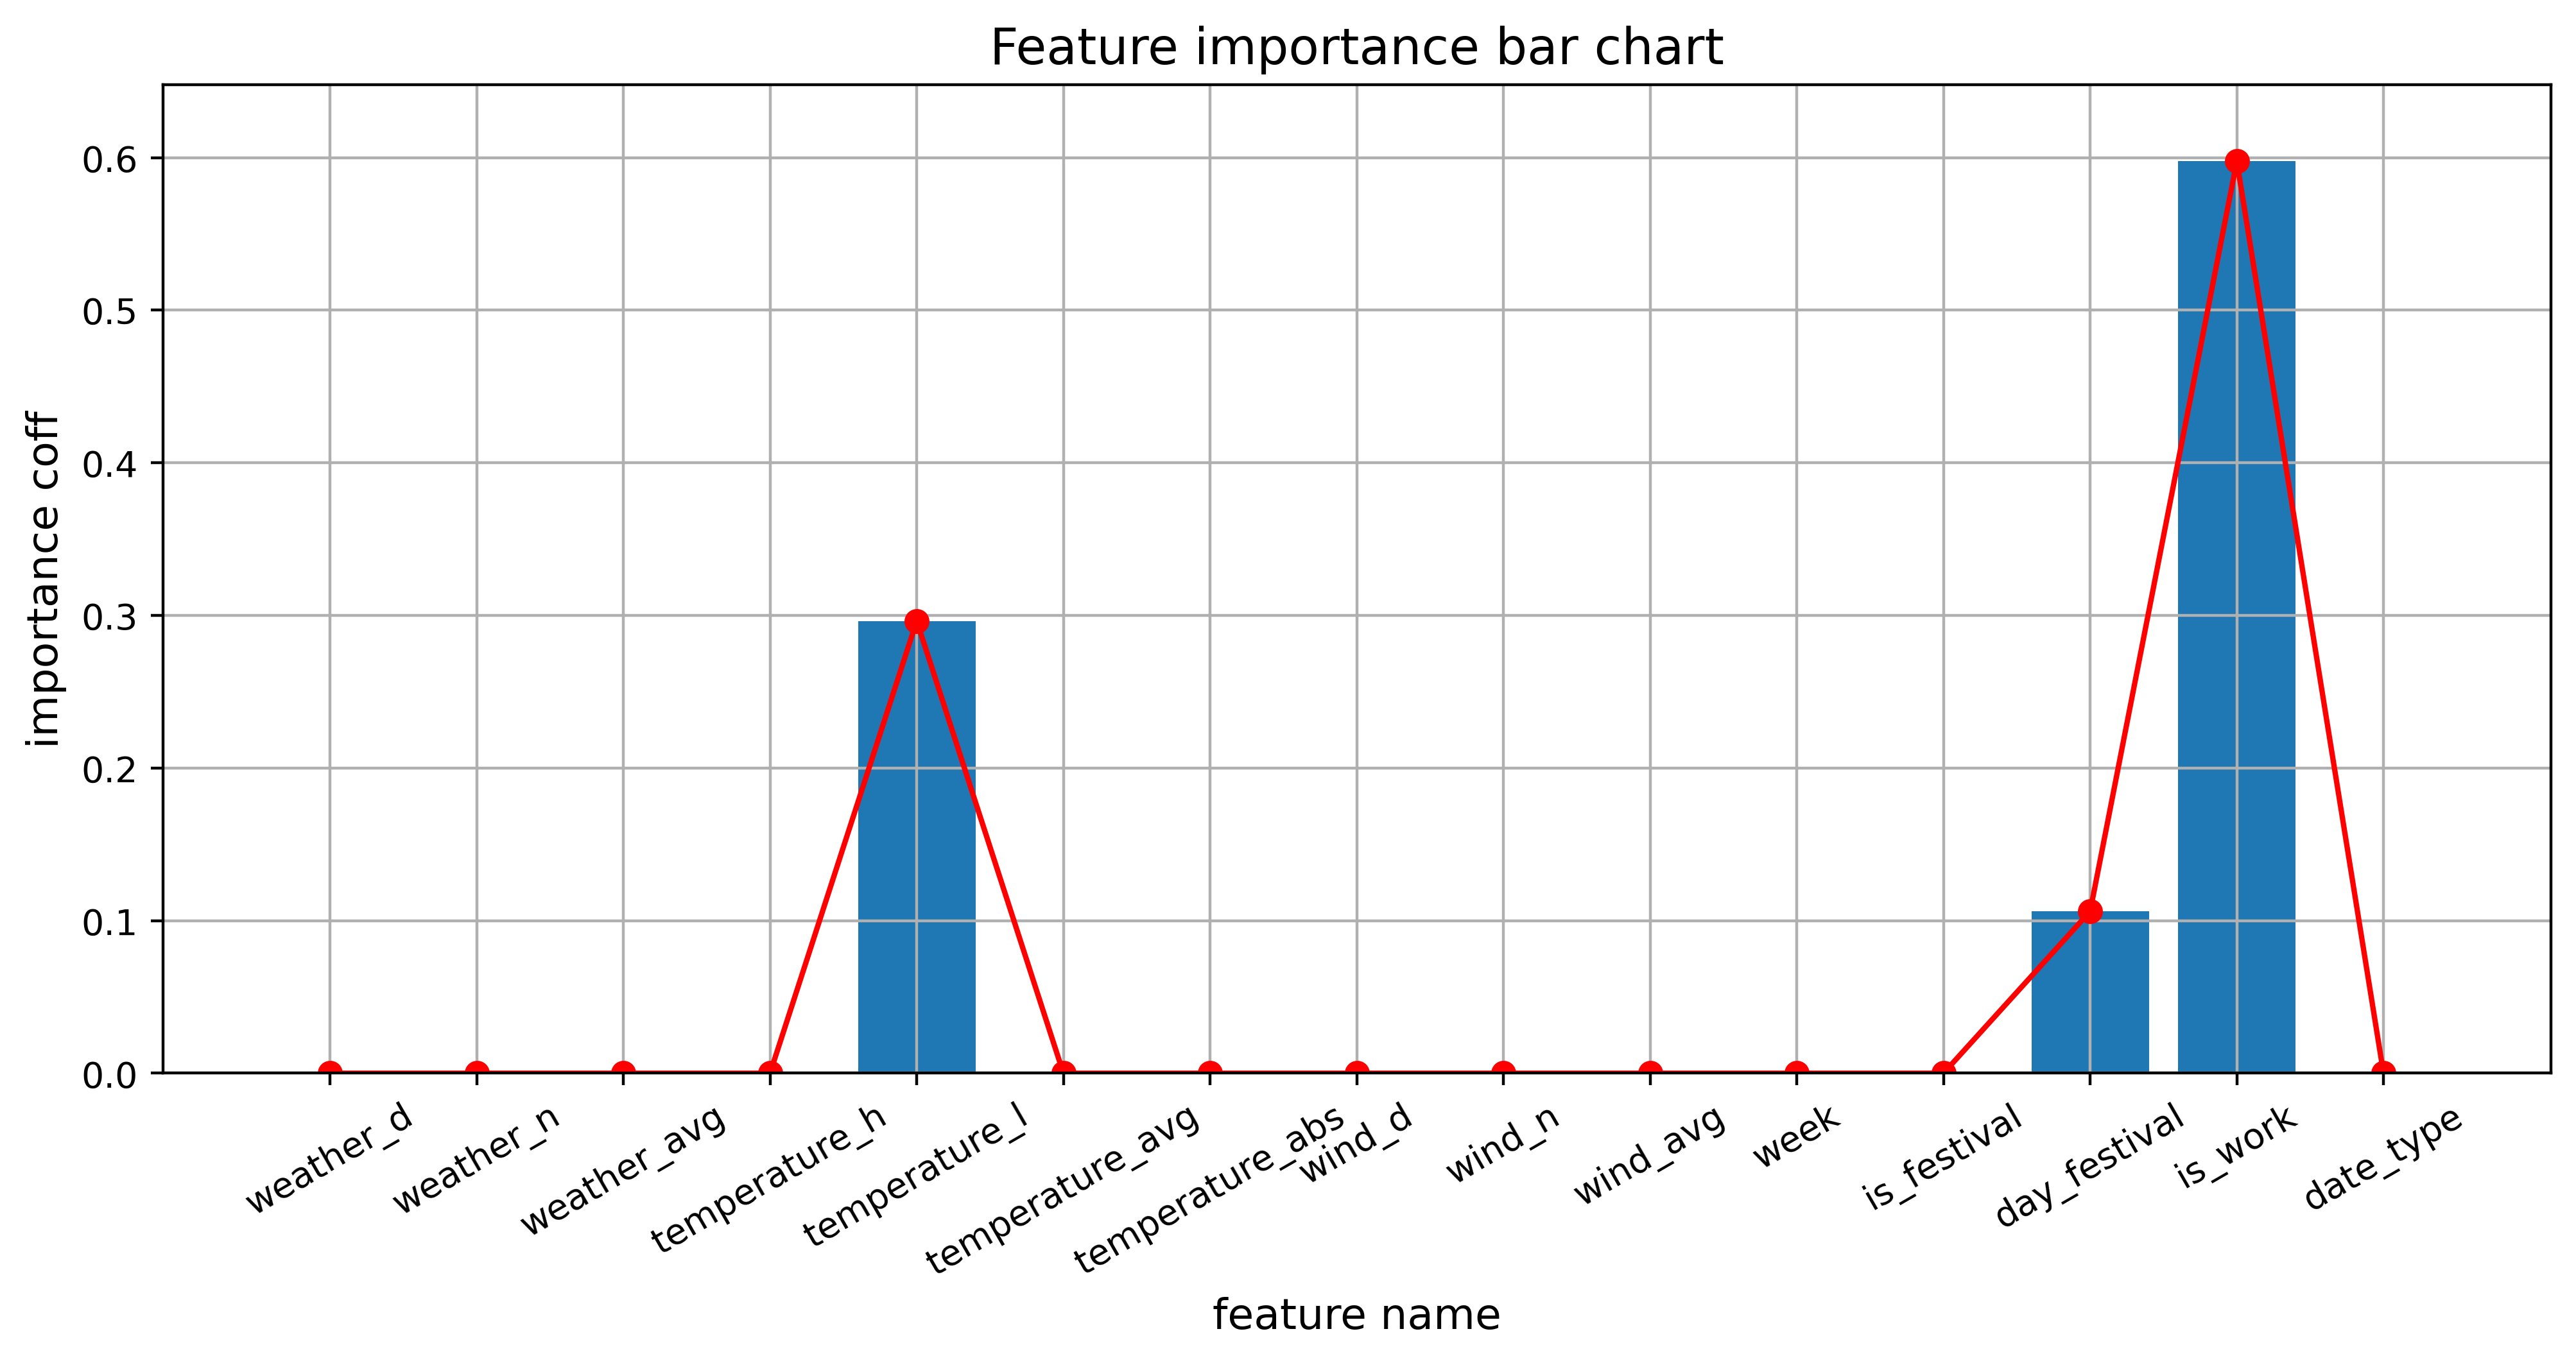 Feature importance bar chart
importance coff
0.6
0.5
0.4
0.3
0.2
0.1
0.0
weather_d
weather_n
weather_avg
temperature_h
temperature_l
temperature_avg
temperature_abs
wind_d
wind_n
wind_avg
week
is_festival
day_festival
is_work
date_type
feature name